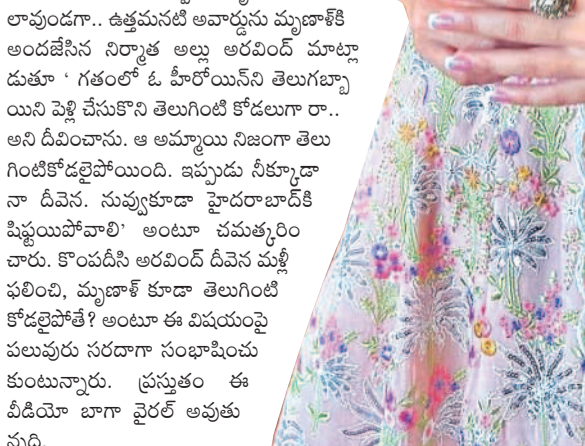 లావుండగా.. ఉత్తమనటి అవార్డును మృణాళ్‌కి
అందజేసిన నిర్మాత అల్లు అరవింద్ మాట్లా
డుతూ ‘ గతంలో ఓ హీరోయిన్‌ని తెలుగబ్బా
యిని పెళ్లి చేసుకొని తెలుగింటి కోడలుగా రా..
అని దీవించాను. ఆ అమ్మాయి నిజంగా తెలు
గింటికోడలైపోయింది. ఇప్పుడు నీక్కూడా
నా దీవెన. నువ్వుకూడా హైదరాబాద్‌కి
షిఫ్టయిపోవాలి’ అంటూ చమత్కరిం
చారు. కొంపదీసి అరవింద్ దీవెన మళ్లీ
ఫలించి, మృణాళ్ కూడా తెలుగింటి
కోడలైపోతే? అంటూ ఈ విషయంపై
పలువురు సరదాగా సంభాషించు
కుంటున్నారు. ప్రస్తుతం ఈ
వీడియో బాగా వైరల్ అవుతు
న్నది.